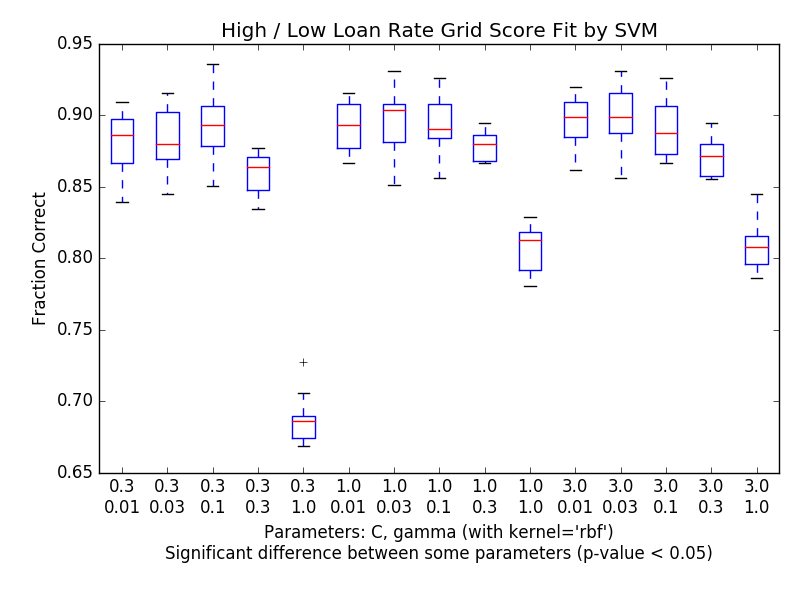 High / Low Loan Rate Grid Score Fit by SVM
0.95
0.90
0.85
0.80
0.75
0.70
0.65
Fraction Correct
0.3 0.3 0.3 0.3 0.3 1.0 1.0 1.0 1.0 1.0 3.0 3.0 3.0 3.0 3.0
0.01 0.03 0.1 0.3 1.0 0.01 0.03 0.1 0.3 1.0 0.01 0.03 0.1 0.3 1.0
Parameters: C, gamma (with kernel='rbf')
Significant difference between some parameters (p-value < 0.05)